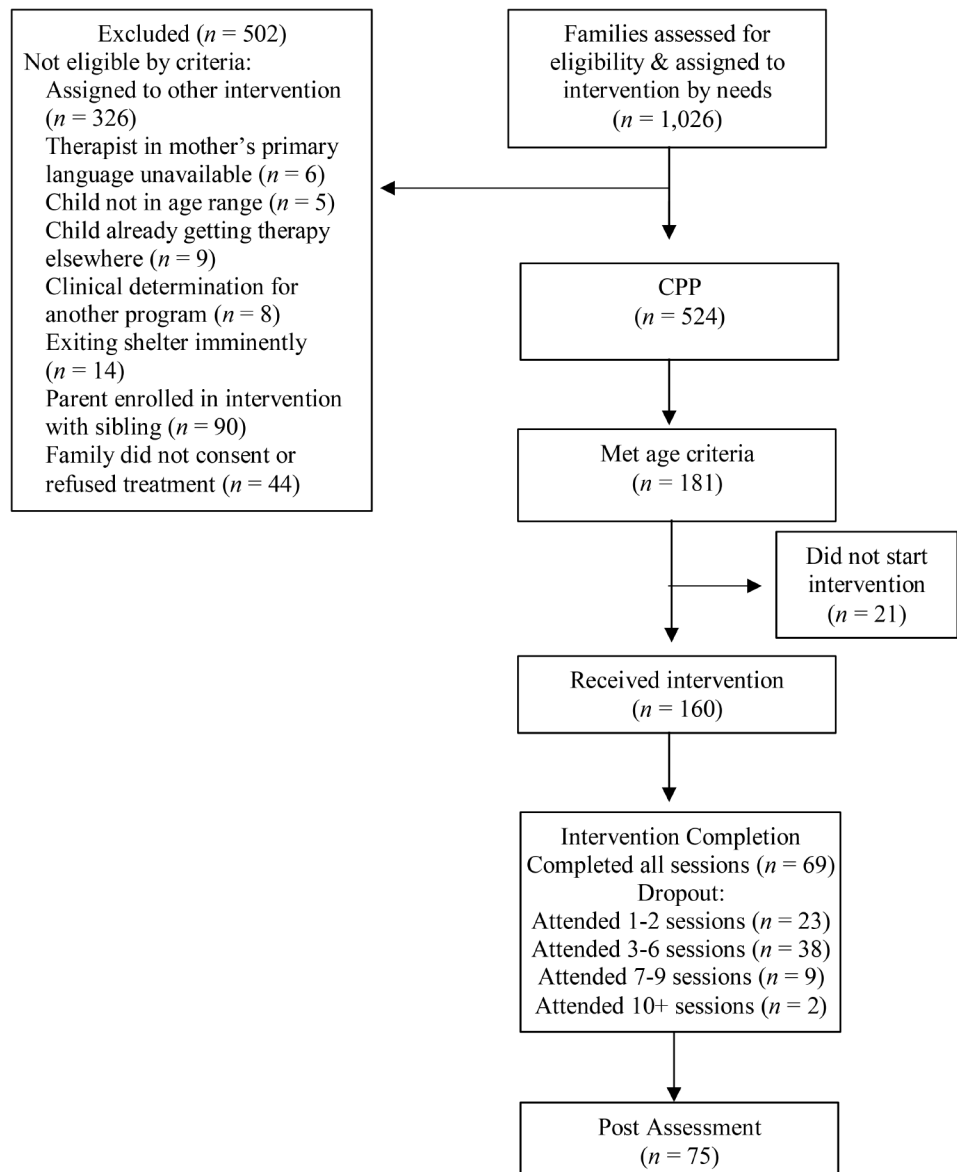 Excluded (n = 502)
Not eligible by criteria:
Assigned to other intervention
(n = 326)
Therapist in mother's primary
language unavailable (n = 6)
Child not in age range (n = 5)
Child already getting therapy
elsewhere (n = 9)
Clinical determination for
another program (n = 8)
Exiting shelter imminently
(n = 14)
Parent enrolled in intervention
with sibling (n = 90)
Family did not consent or
refused treatment (n = 44)
Families assessed for
eligibility & assigned to
intervention by needs
(n = 1,026)
CPP
(n = 524)
Met age criteria
(n = 181)
Did not start
intervention
(n = 21)
Received intervention
(n = 160)
Intervention Completion
Completed all sessions (n = 69)
Dropout:
Attended 1-2 sessions (n = 23)
Attended 3-6 sessions (n = 38)
Attended 7-9 sessions (n = 9)
Attended 10+ sessions (n = 2)
Post Assessment
(n = 75)